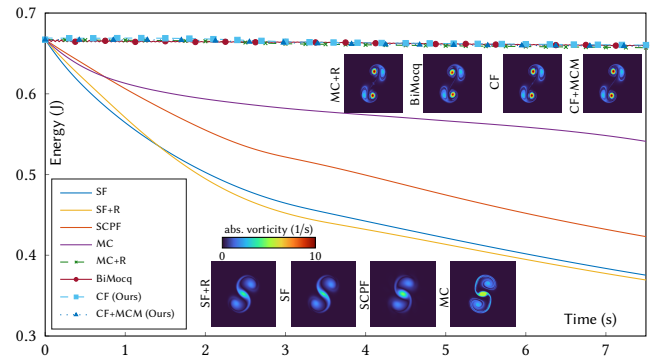 0.7
0.6
0.5
0.4
0.3
Energy (J)
MC+R
BiMocq
CF
CF+MCM
SF
SF+R
SCPF
MC
MC+R
BiMocq
CF (Ours)
CF+MCM (Ours)
abs. vorticity (1/s)
0 10
SF+R
SF
SCPF
MC
Time (s)
0 1 2 3 4 5 6 7